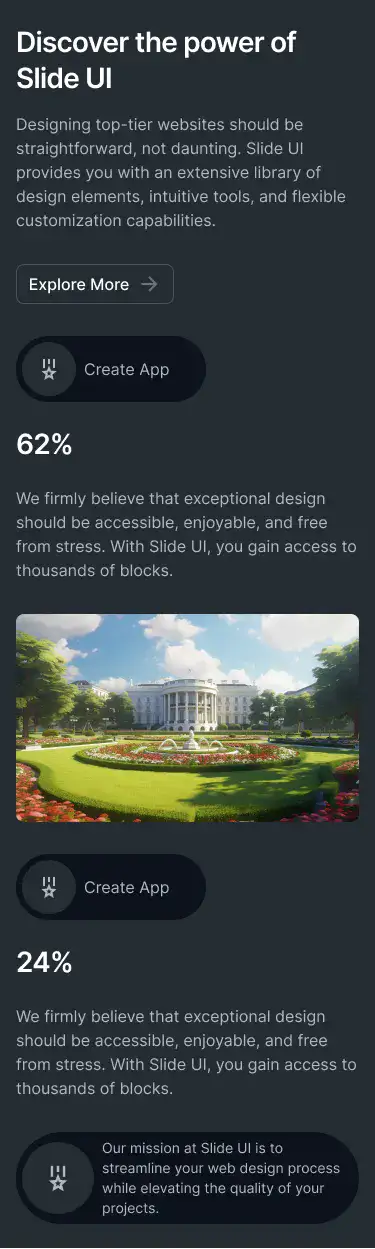 Discover the power of
Slide UI
Designing top-tier websites should be
straightforward, not daunting. Slide UI
provides you with an extensive library of
design elements, intuitive tools, and flexible
customization capabilities.
Explore More
Create App
62%
We firmly believe that exceptional design
should be accessible, enjoyable, and free
from stress. With Slide UI, you gain access to
thousands of blocks.
Create App
24%
We firmly believe that exceptional design
should be accessible, enjoyable, and free
from stress. With Slide UI, you gain access to
thousands of blocks.
Our mission at Slide UI is to
streamline your web design process
while elevating the quality of your
projects.